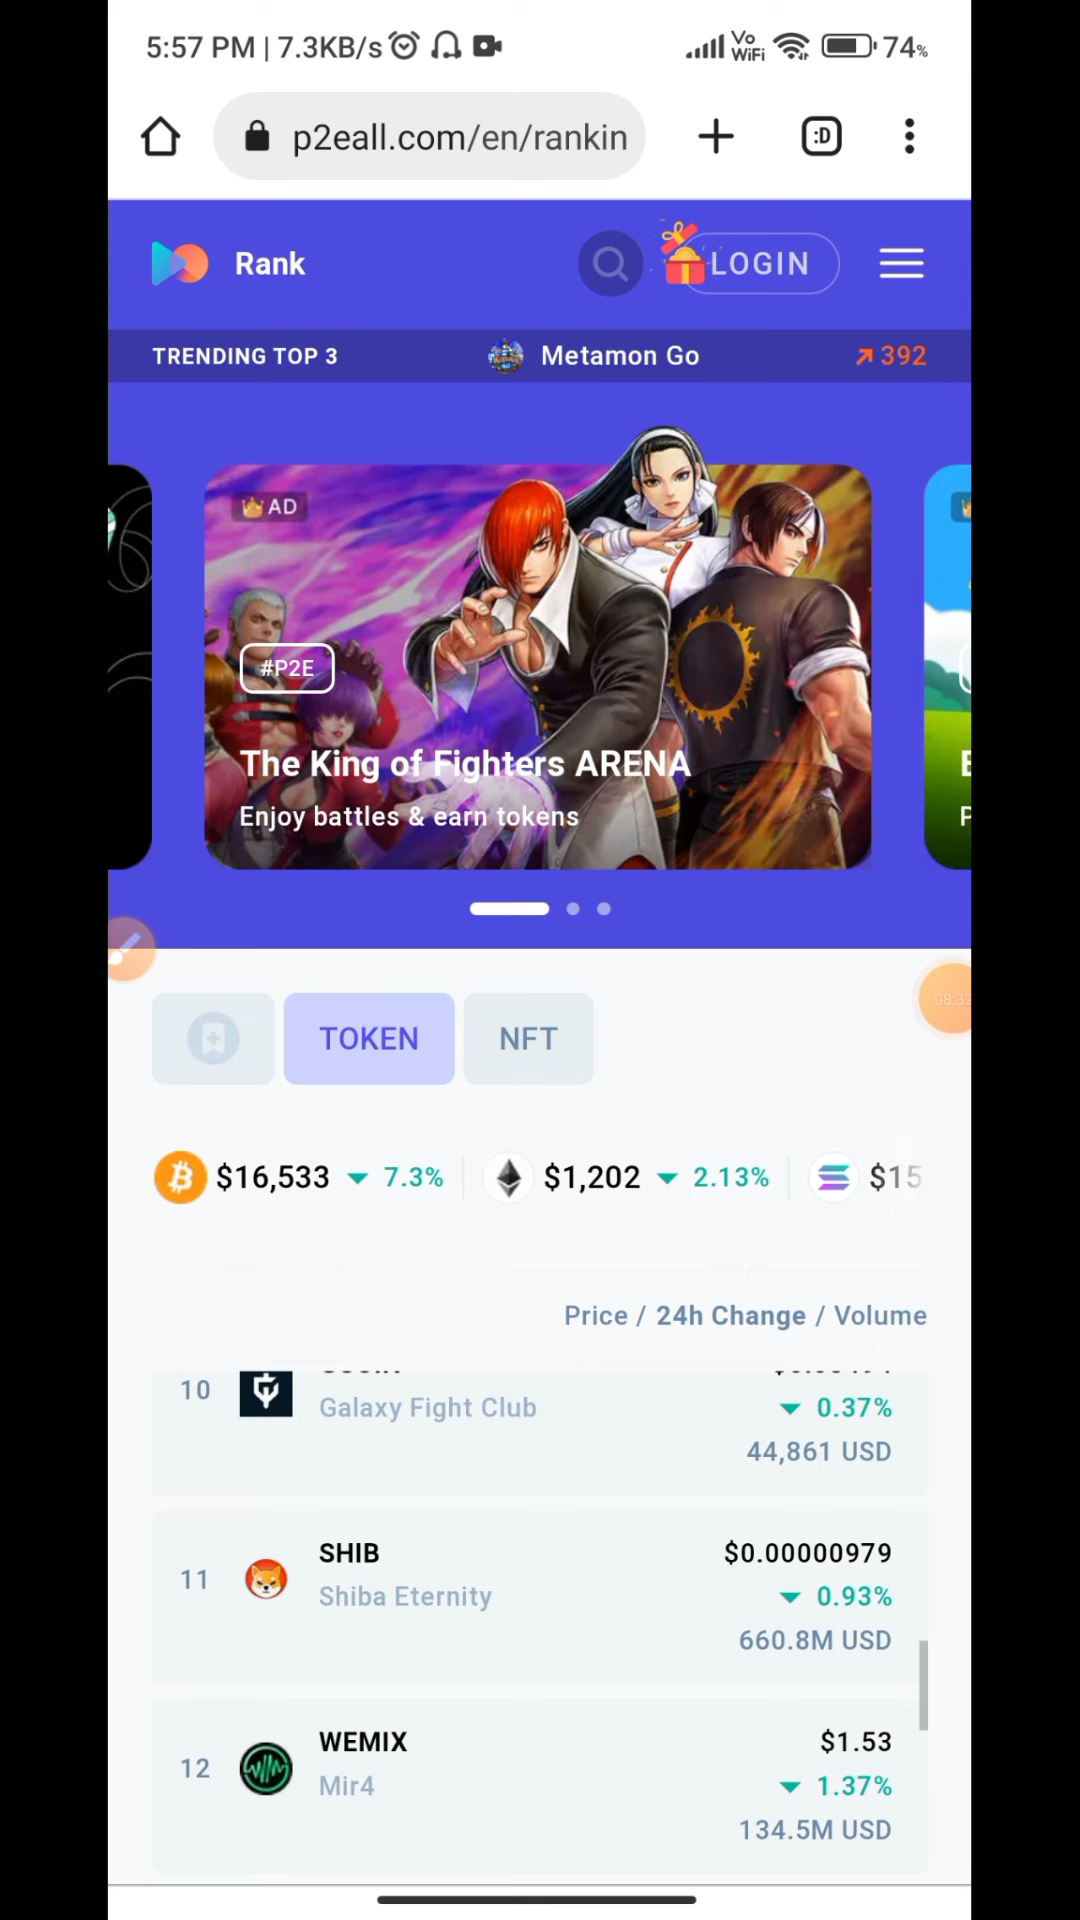 5:57 PM | 7.3KB/s Vo WiFi 74%
p2eall.com/en/rankin :D
Rank LOGIN
TRENDING TOP 3 Metamon Go 392
AD
#P2E
The King of Fighters ARENA
Enjoy battles & earn tokens
08:32
TOKEN NFT
$16,533 7.3% $1,202 2.13% $15
Price / 24h Change / Volume
10
Galaxy Fight Club 0.37%
44,861 USD
SHIB $0.00000979
11
Shiba Eternity 0.93%
660.8M USD
WEMIX $1.53
12
Mir4 1.37%
134.5M USD